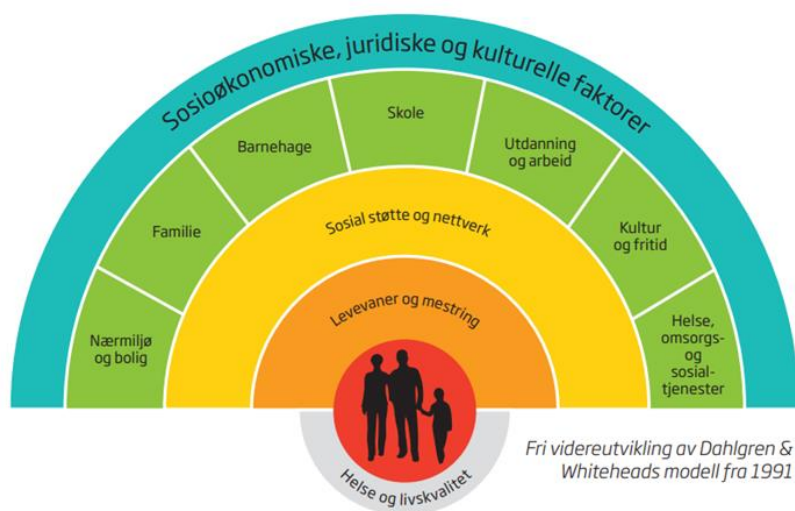 Sosioøkonomiske, juridiske og kulturelle faktorer
Nærmiljø
og bolig
Familie
Barnehage
Skole
Utdanning
og arbeid
Kultur
og fritid
Helse,
omsorgs-
og
sosial-
tjenester
Sosial støtte og nettverk
Levevaner og mestring
Helse og livskvalitet
Fri videreutvikling av Dahlgren &
Whiteheads modell fra 1991